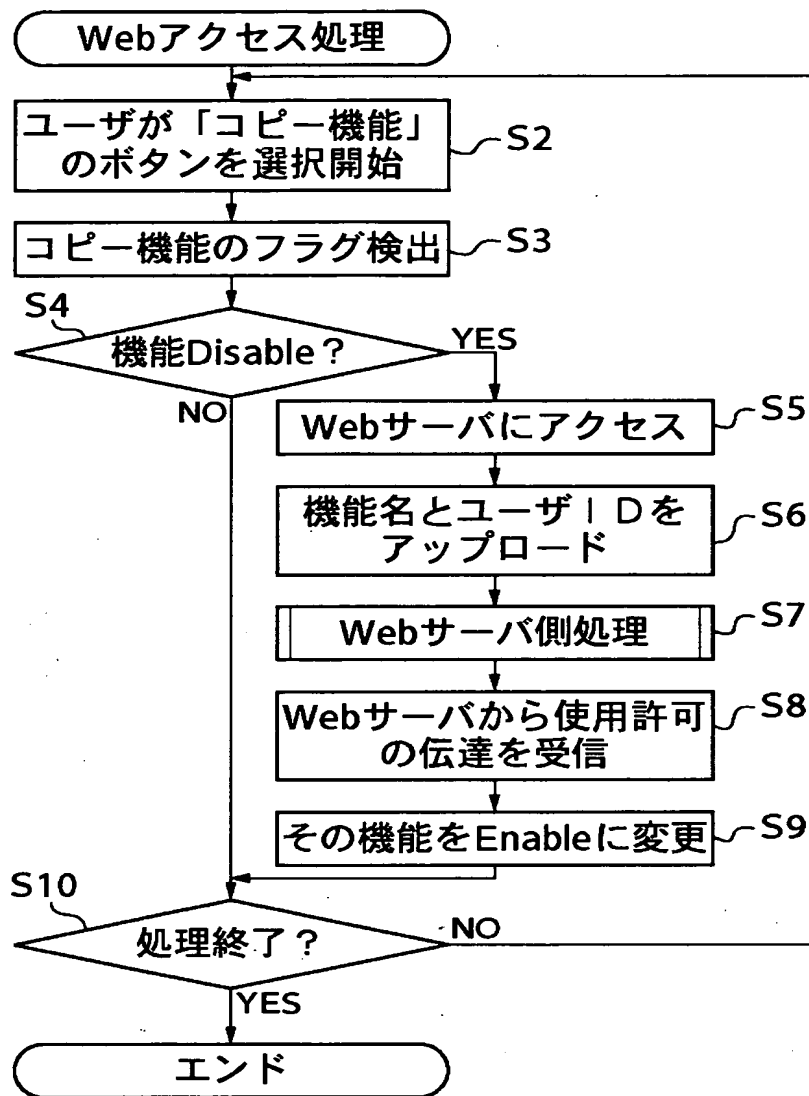 Webアクセス処理
ユーザが「コピー機能」
のボタンを選択開始
S2
コピー機能のフラグ検出
S3
S4
機能Disable？
YES
NO
Webサーバにアクセス
S5
機能名とユーザＩＤを
アップロード
S6
Webサーバ側処理
S7
Webサーバから使用許可
の伝達を受信
S8
その機能をEnableに変更
S9
S10
処理終了？
NO
YES
エンド